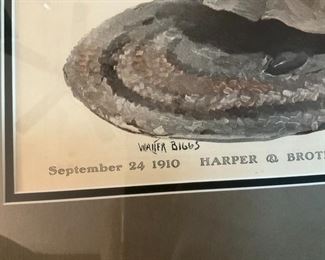 WALTER BIGGS
September 24 1910 HARPER & BROT